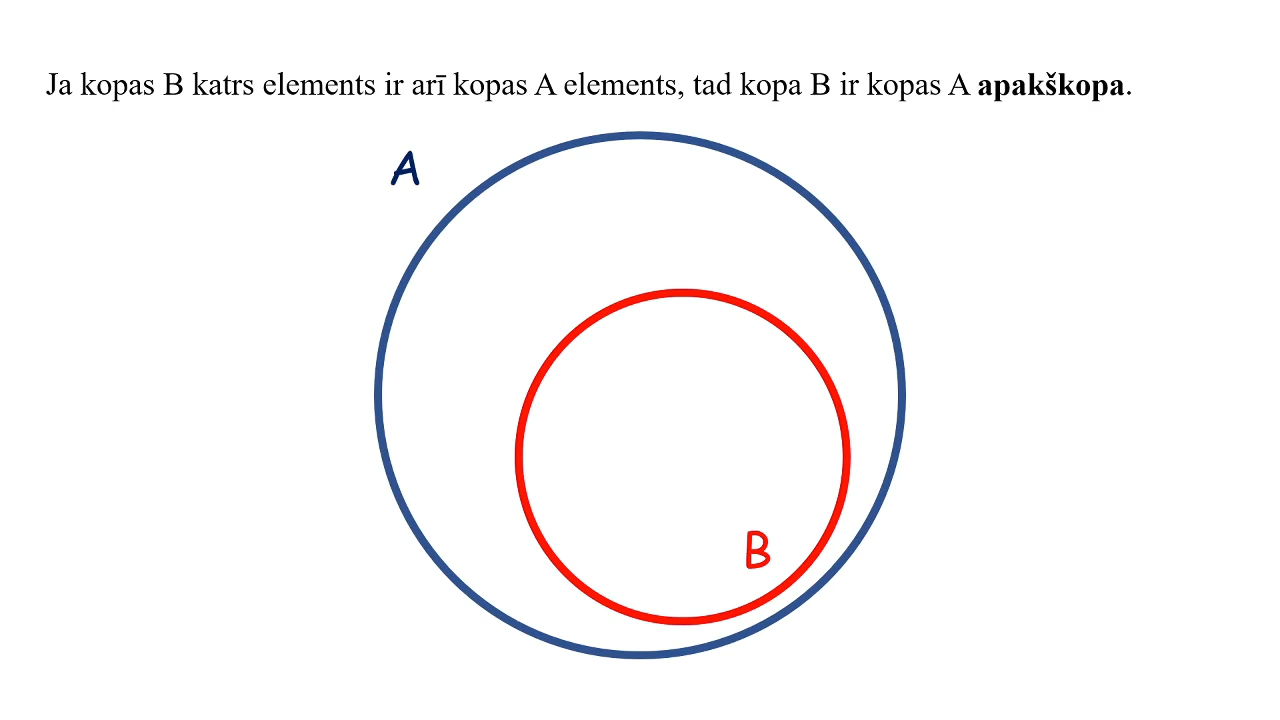 Ja kopas B katrs elements ir arī kopas A elements, tad kopa B ir kopas A apakškopa.
A
B